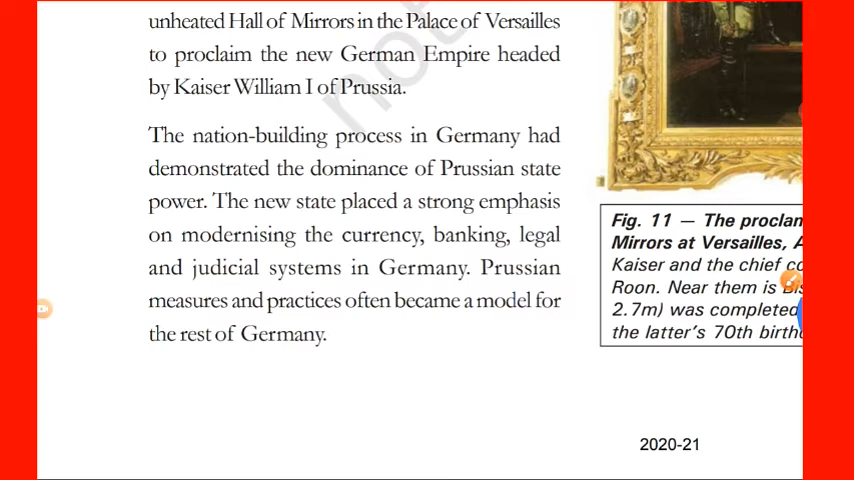 unheated Hall of Mirrors in the Palace of Versailles
to proclaim the new German Empire headed
by Kaiser William I of Prussia.
The nation-building process in Germany had
demonstrated the dominance of Prussian state
power. The new state placed a strong emphasis
on modernising the currency, banking, legal
and judicial systems in Germany. Prussian
measures and practices often became a model for
the rest of Germany.
Fig. 11 — The proclan
Mirrors at Versailles, A
Kaiser and the chief co
Roon. Near them is
2.7m) was completed
the latter's 70th birth
2020-21